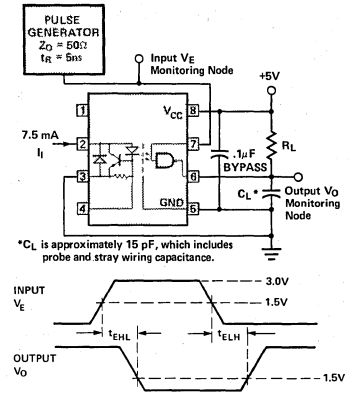 PULSE
GENERATOR
Z_O = 50Ω
t_R = 5ns
Input V_E
Monitoring Node
+5V
1
2
3
4
V_CC
GND
8
7
6
5
7.5 mA
I_I
.1μF
BYPASS
R_L
C_L*
Output V_O
Monitoring
Node
*C_L is approximately 15 pF, which includes
probe and stray wiring capacitance.
INPUT
V_E
3.0V
1.5V
t_EHL
t_ELH
OUTPUT
V_O
1.5V